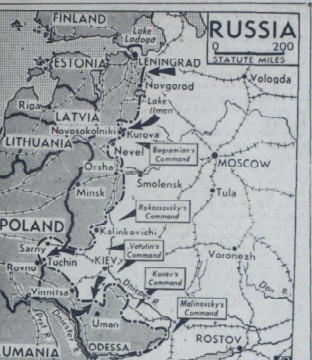 FINLAND
RUSSIA
0 200
STATUTE MILES
Lake
Ladoga
ESTONIA
LENINGRAD
Vologda
Novgorod
Riga
Lake
Ilmen
LATVIA
Novosokolniki
Kurova
LITHUANIA
Nevel
Bagramian's
Command
Orsha
MOSCOW
Minsk
Smolensk
Tula
Rokossovsky's
Command
POLAND
Kalinkovichi
Vatutin's
Command
Sarny
Voronezh
Rovno
Tuchin
KIEV
Konev's
Command
Don R.
Vinnitsa
Dnieper R.
Malinovsky's
Command
Dniester R.
Uman
UMANIA
ODESSA
ROSTOV